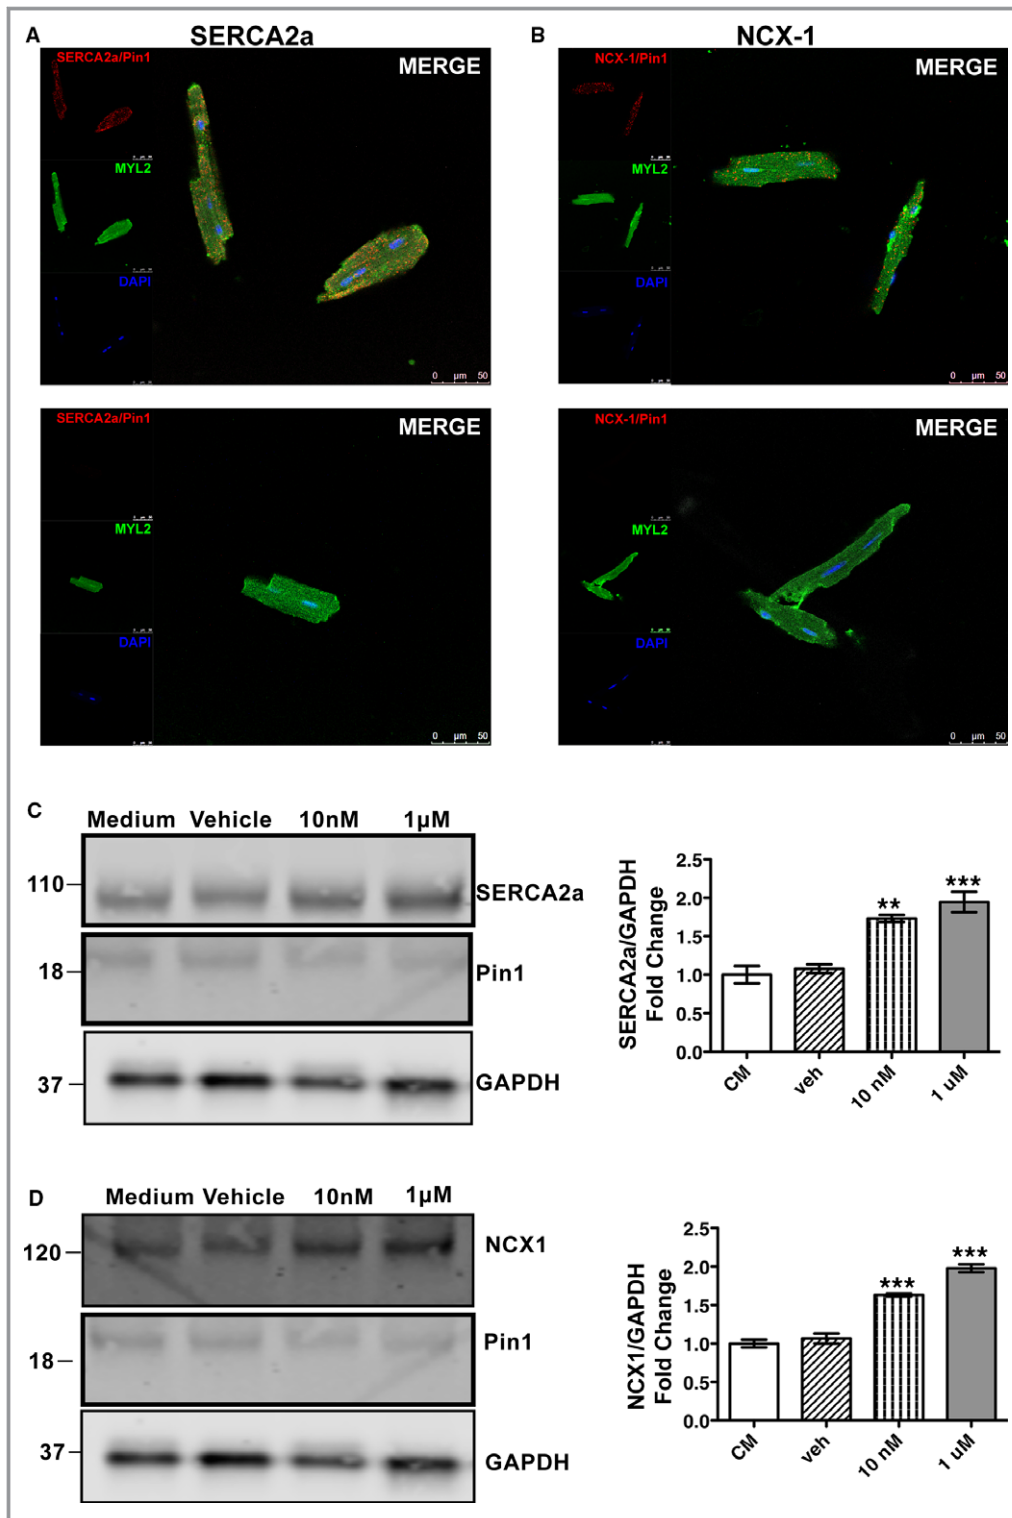 A
SERCA2a
SERCA2a/Pin1
MERGE
MYL2
DAPI
0 µm 50
B
NCX-1
NCX-1/Pin1
MERGE
MYL2
DAPI
0 µm 50
SERCA2a/Pin1
MERGE
MYL2
DAPI
0 µm 50
NCX-1/Pin1
MERGE
MYL2
DAPI
0 µm 50
C
Medium Vehicle 10nM 1µM
110
SERCA2a
18
Pin1
37
GAPDH
SERCA2a/GAPDH
Fold Change
2.5
2.0
1.5
1.0
0.5
0.0
**
***
CM
veh
10 nM
1 uM
D
Medium Vehicle 10nM 1µM
120
NCX1
Pin1
18
37
GAPDH
NCX1/GAPDH
Fold Change
2.5
2.0
1.5
1.0
0.5
0.0
***
***
CM
veh
10 nM
1 uM